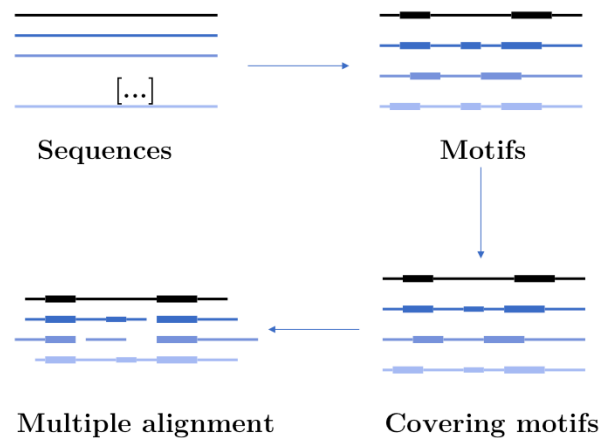 [...]
Sequences
Motifs
Multiple alignment
Covering motifs